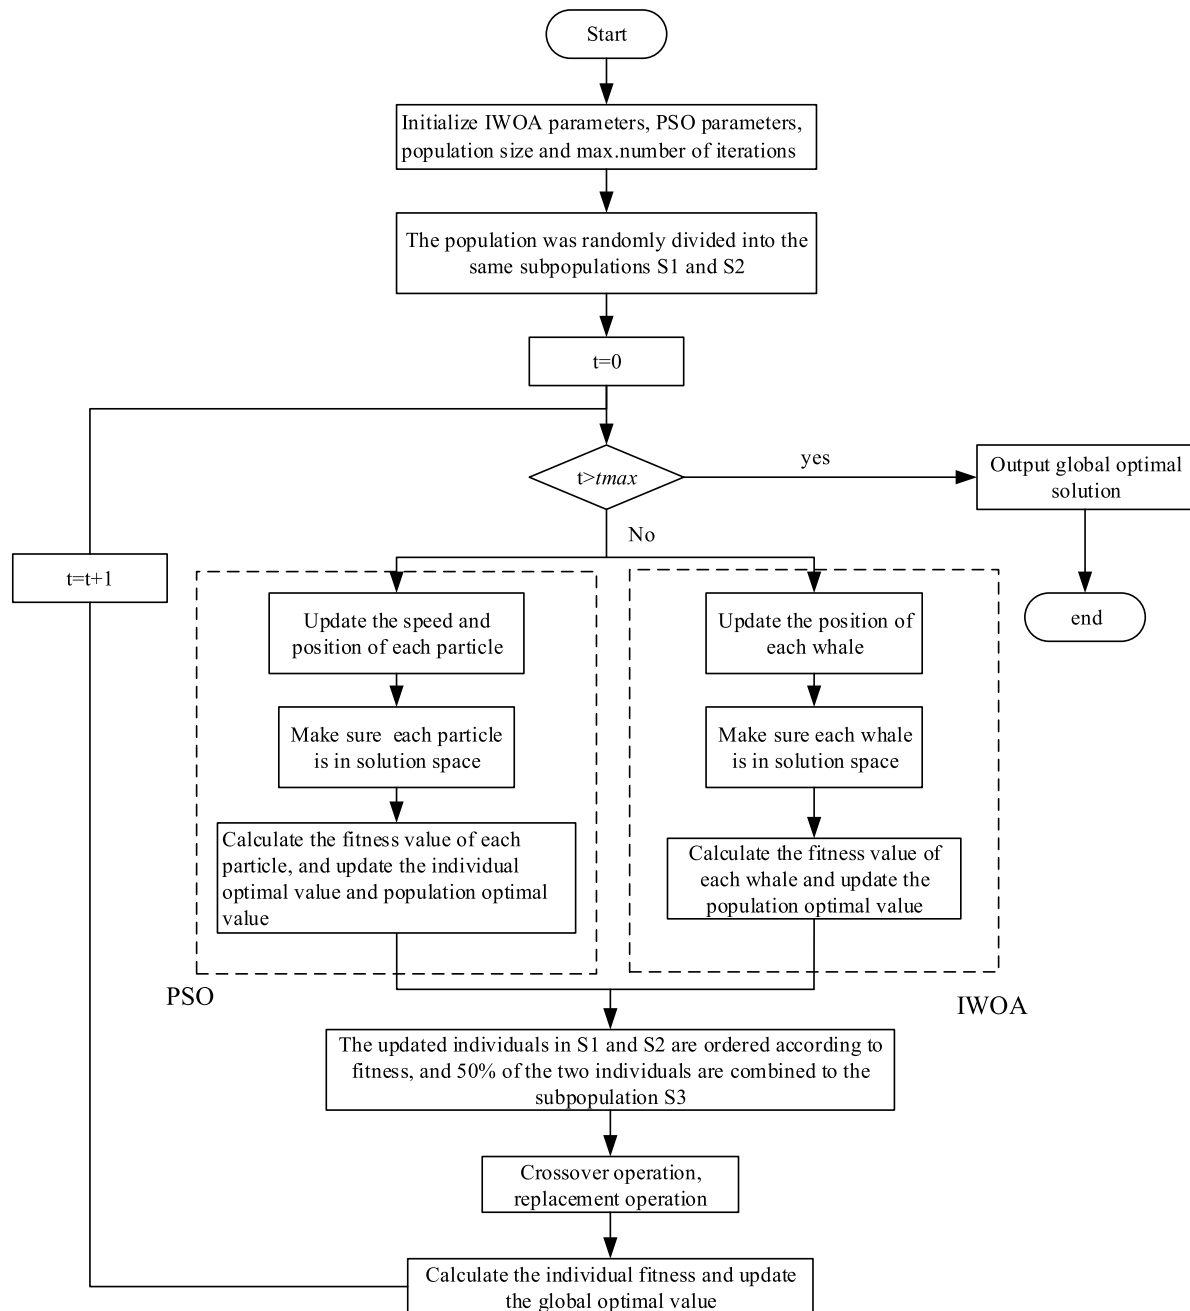 Start
Initialize IWOA parameters, PSO parameters,
population size and max.number of iterations
The population was randomly divided into the
same subpopulations S1 and S2
t=0
t>tmax
yes
Output global optimal
solution
end
No
t=t+1
Update the speed and
position of each particle
Make sure each particle
is in solution space
Calculate the fitness value of each
particle, and update the individual
optimal value and population optimal
value
PSO
Update the position of
each whale
Make sure each whale
is in solution space
Calculate the fitness value of
each whale and update the
population optimal value
IWOA
The updated individuals in S1 and S2 are ordered according to
fitness, and 50% of the two individuals are combined to the
subpopulation S3
Crossover operation,
replacement operation
Calculate the individual fitness and update
the global optimal value